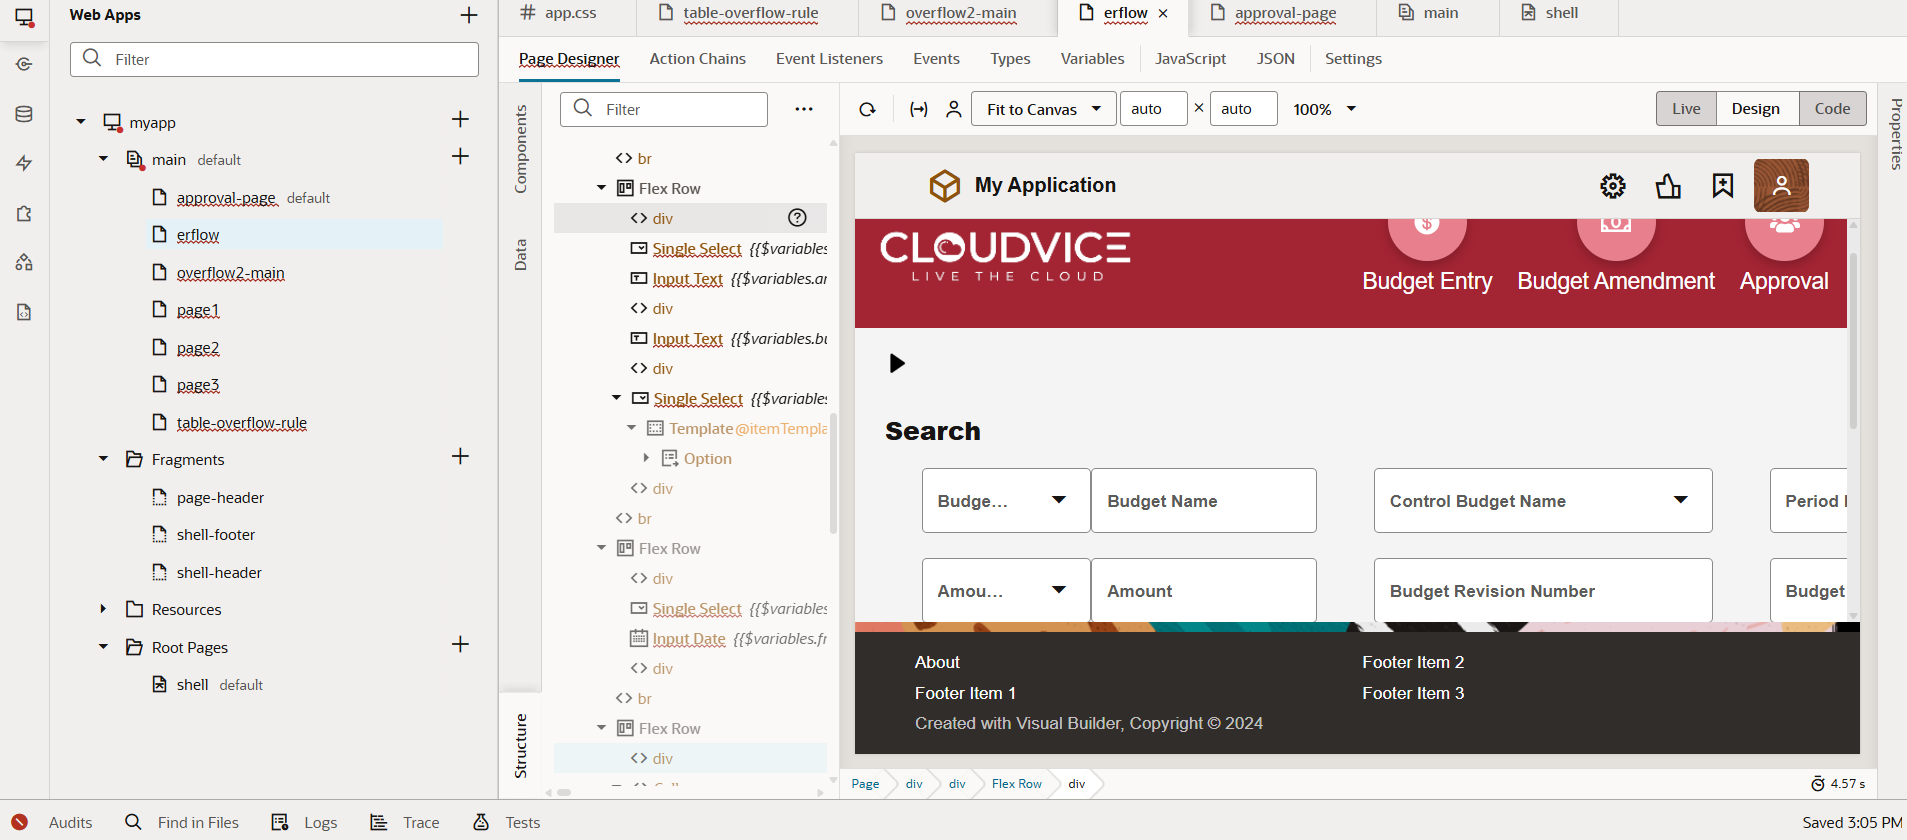 Web Apps
app.css
table-overflow-rule
overflow2-main
erflow
approval-page
main
shell
Filter
Page Designer
Action Chains
Event Listeners
Events
Types
Variables
JavaScript
JSON
Settings
myapp
main default
approval-page default
erflow
overflow2-main
page1
page2
page3
table-overflow-rule
Fragments
page-header
shell-footer
shell-header
Resources
Root Pages
shell default
Components
Data
Structure
Filter
br
Flex Row
div
Single Select {{$variables
Input Text {{$variables.ar
div
Input Text {{$variables.bu
div
Single Select {{$variables
Template @itemTempla
Option
div
br
Flex Row
div
Single Select {{$variables
Input Date {{$variables.fr
div
br
Flex Row
div
Fit to Canvas
auto × auto
100%
Live
Design
Code
Properties
My Application
CLOUDVICE
LIVE THE CLOUD
Budget Entry
Budget Amendment
Approval
Search
Budge...
Budget Name
Control Budget Name
Period
Amou...
Amount
Budget Revision Number
Budget
About
Footer Item 2
Footer Item 1
Footer Item 3
Created with Visual Builder, Copyright © 2024
Page
div
div
Flex Row
div
4.57 s
Audits
Find in Files
Logs
Trace
Tests
Saved 3:05 PM